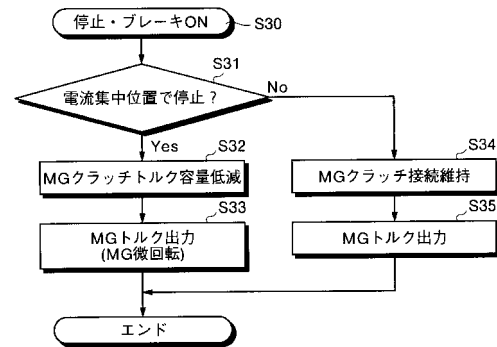 停止・ブレーキON
S30
S31
電流集中位置で停止？
No
Yes
S32
MGクラッチトルク容量低減
S34
MGクラッチ接続維持
S33
MGトルク出力
(MG微回転)
S35
MGトルク出力
エンド